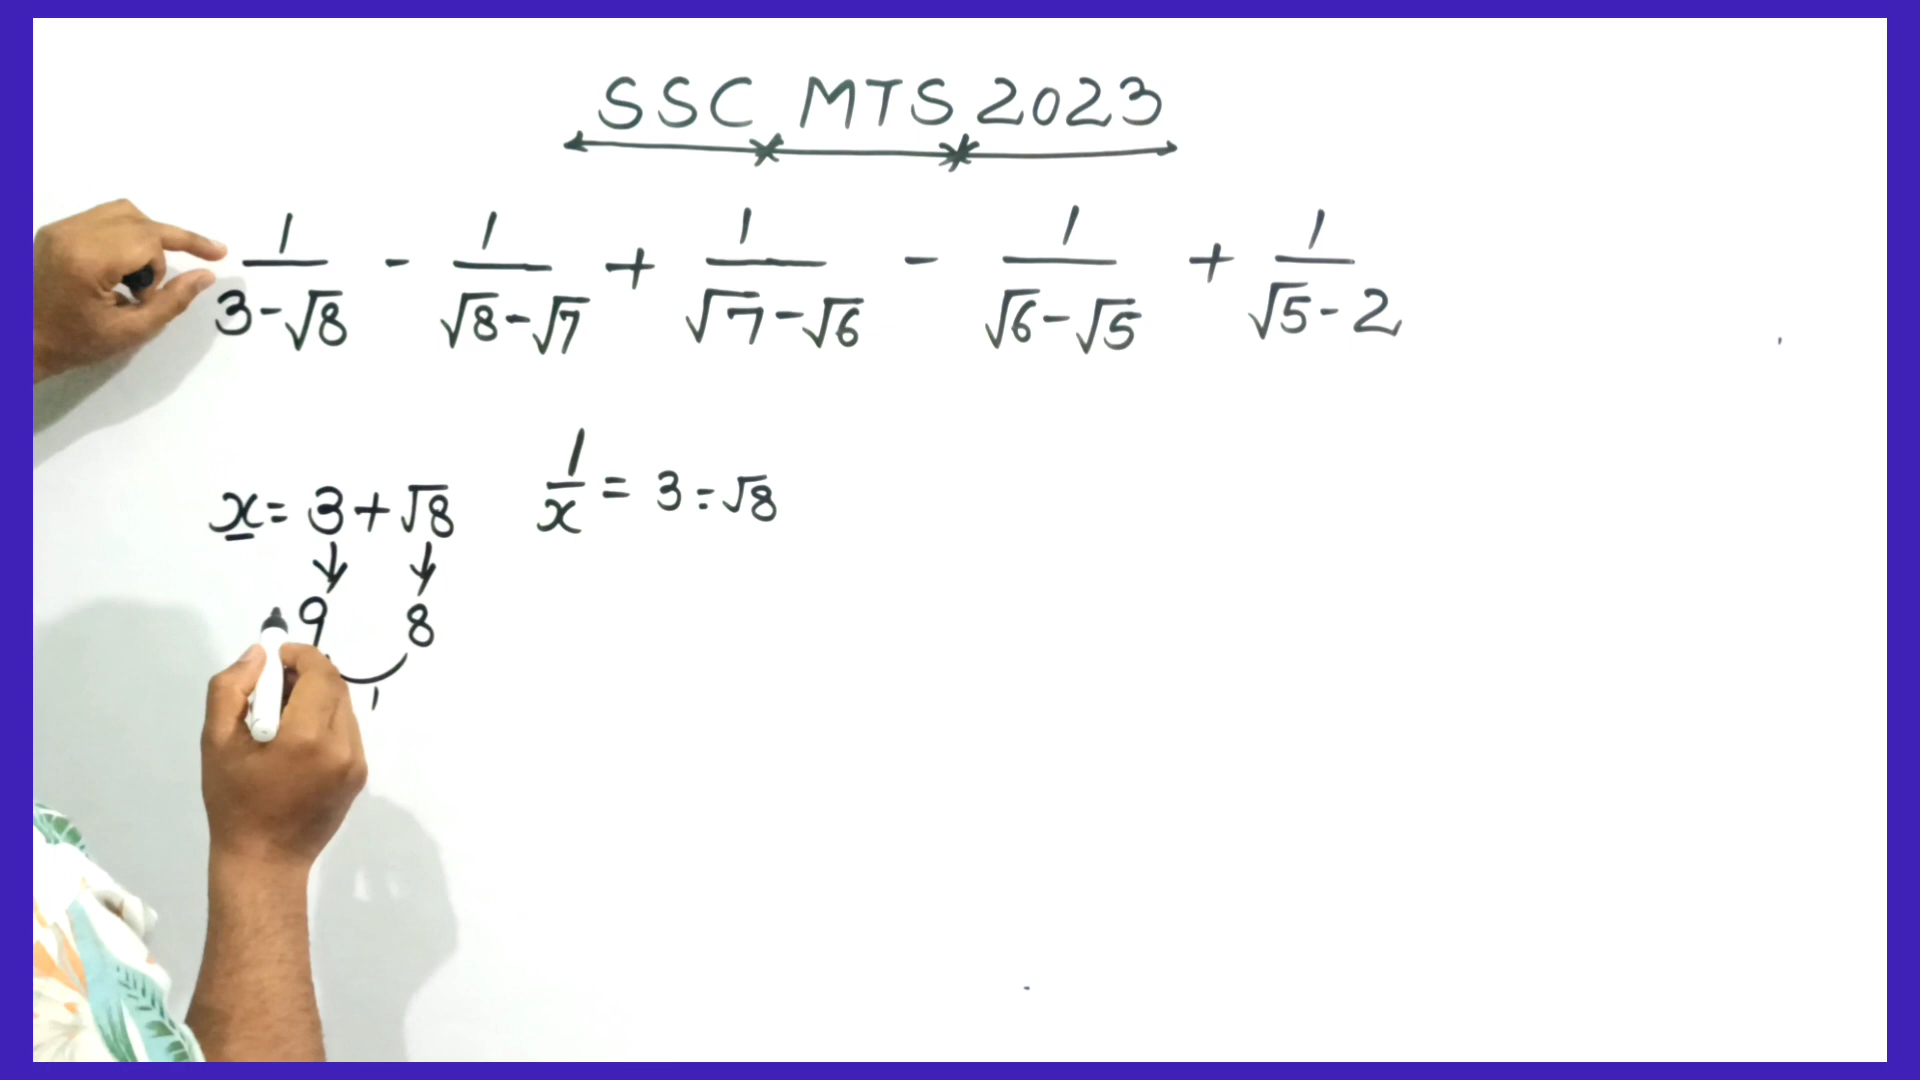 SSC MTS 2023
1/(3-√8) - 1/(√8-√7) + 1/(√7-√6) - 1/(√6-√5) + 1/(√5-2)
x = 3+√8 1/x = 3-√8
9 8
1